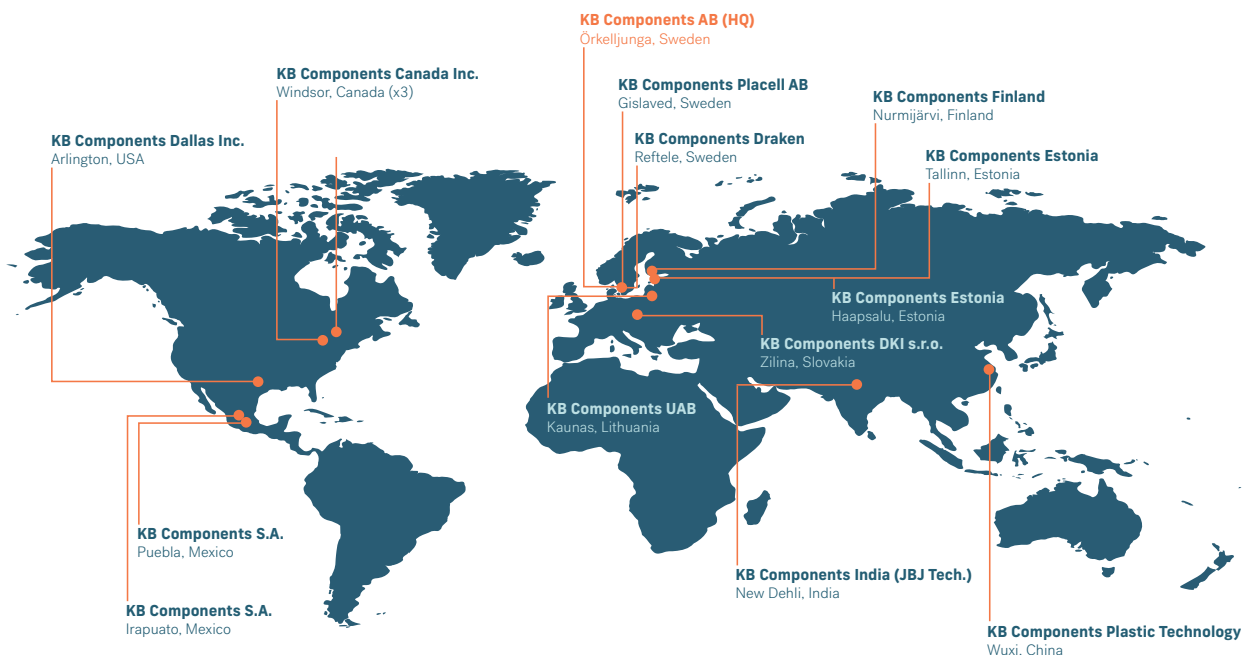 KB Components AB (HQ)
Örkelljunga, Sweden
KB Components Canada Inc.
Windsor, Canada (x3)
KB Components Placell AB
Gislaved, Sweden
KB Components Finland
Nurmijärvi, Finland
KB Components Dallas Inc.
Arlington, USA
KB Components Draken
Reftele, Sweden
KB Components Estonia
Tallinn, Estonia
KB Components Estonia
Haapsalu, Estonia
KB Components DKI s.r.o.
Zilina, Slovakia
KB Components UAB
Kaunas, Lithuania
KB Components S.A.
Puebla, Mexico
KB Components India (JBJ Tech.)
New Dehli, India
KB Components S.A.
Irapuato, Mexico
KB Components Plastic Technology
Wuxi, China